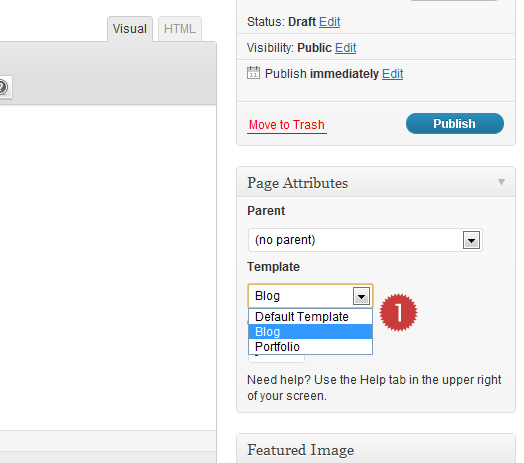 Visual HTML
Status: Draft Edit
Visibility: Public Edit
Publish immediately Edit
Move to Trash Publish
Page Attributes
Parent
(no parent)
Template
Blog
1
Default Template
Blog
Portfolio
Need help? Use the Help tab in the upper right
of your screen.
Featured Image